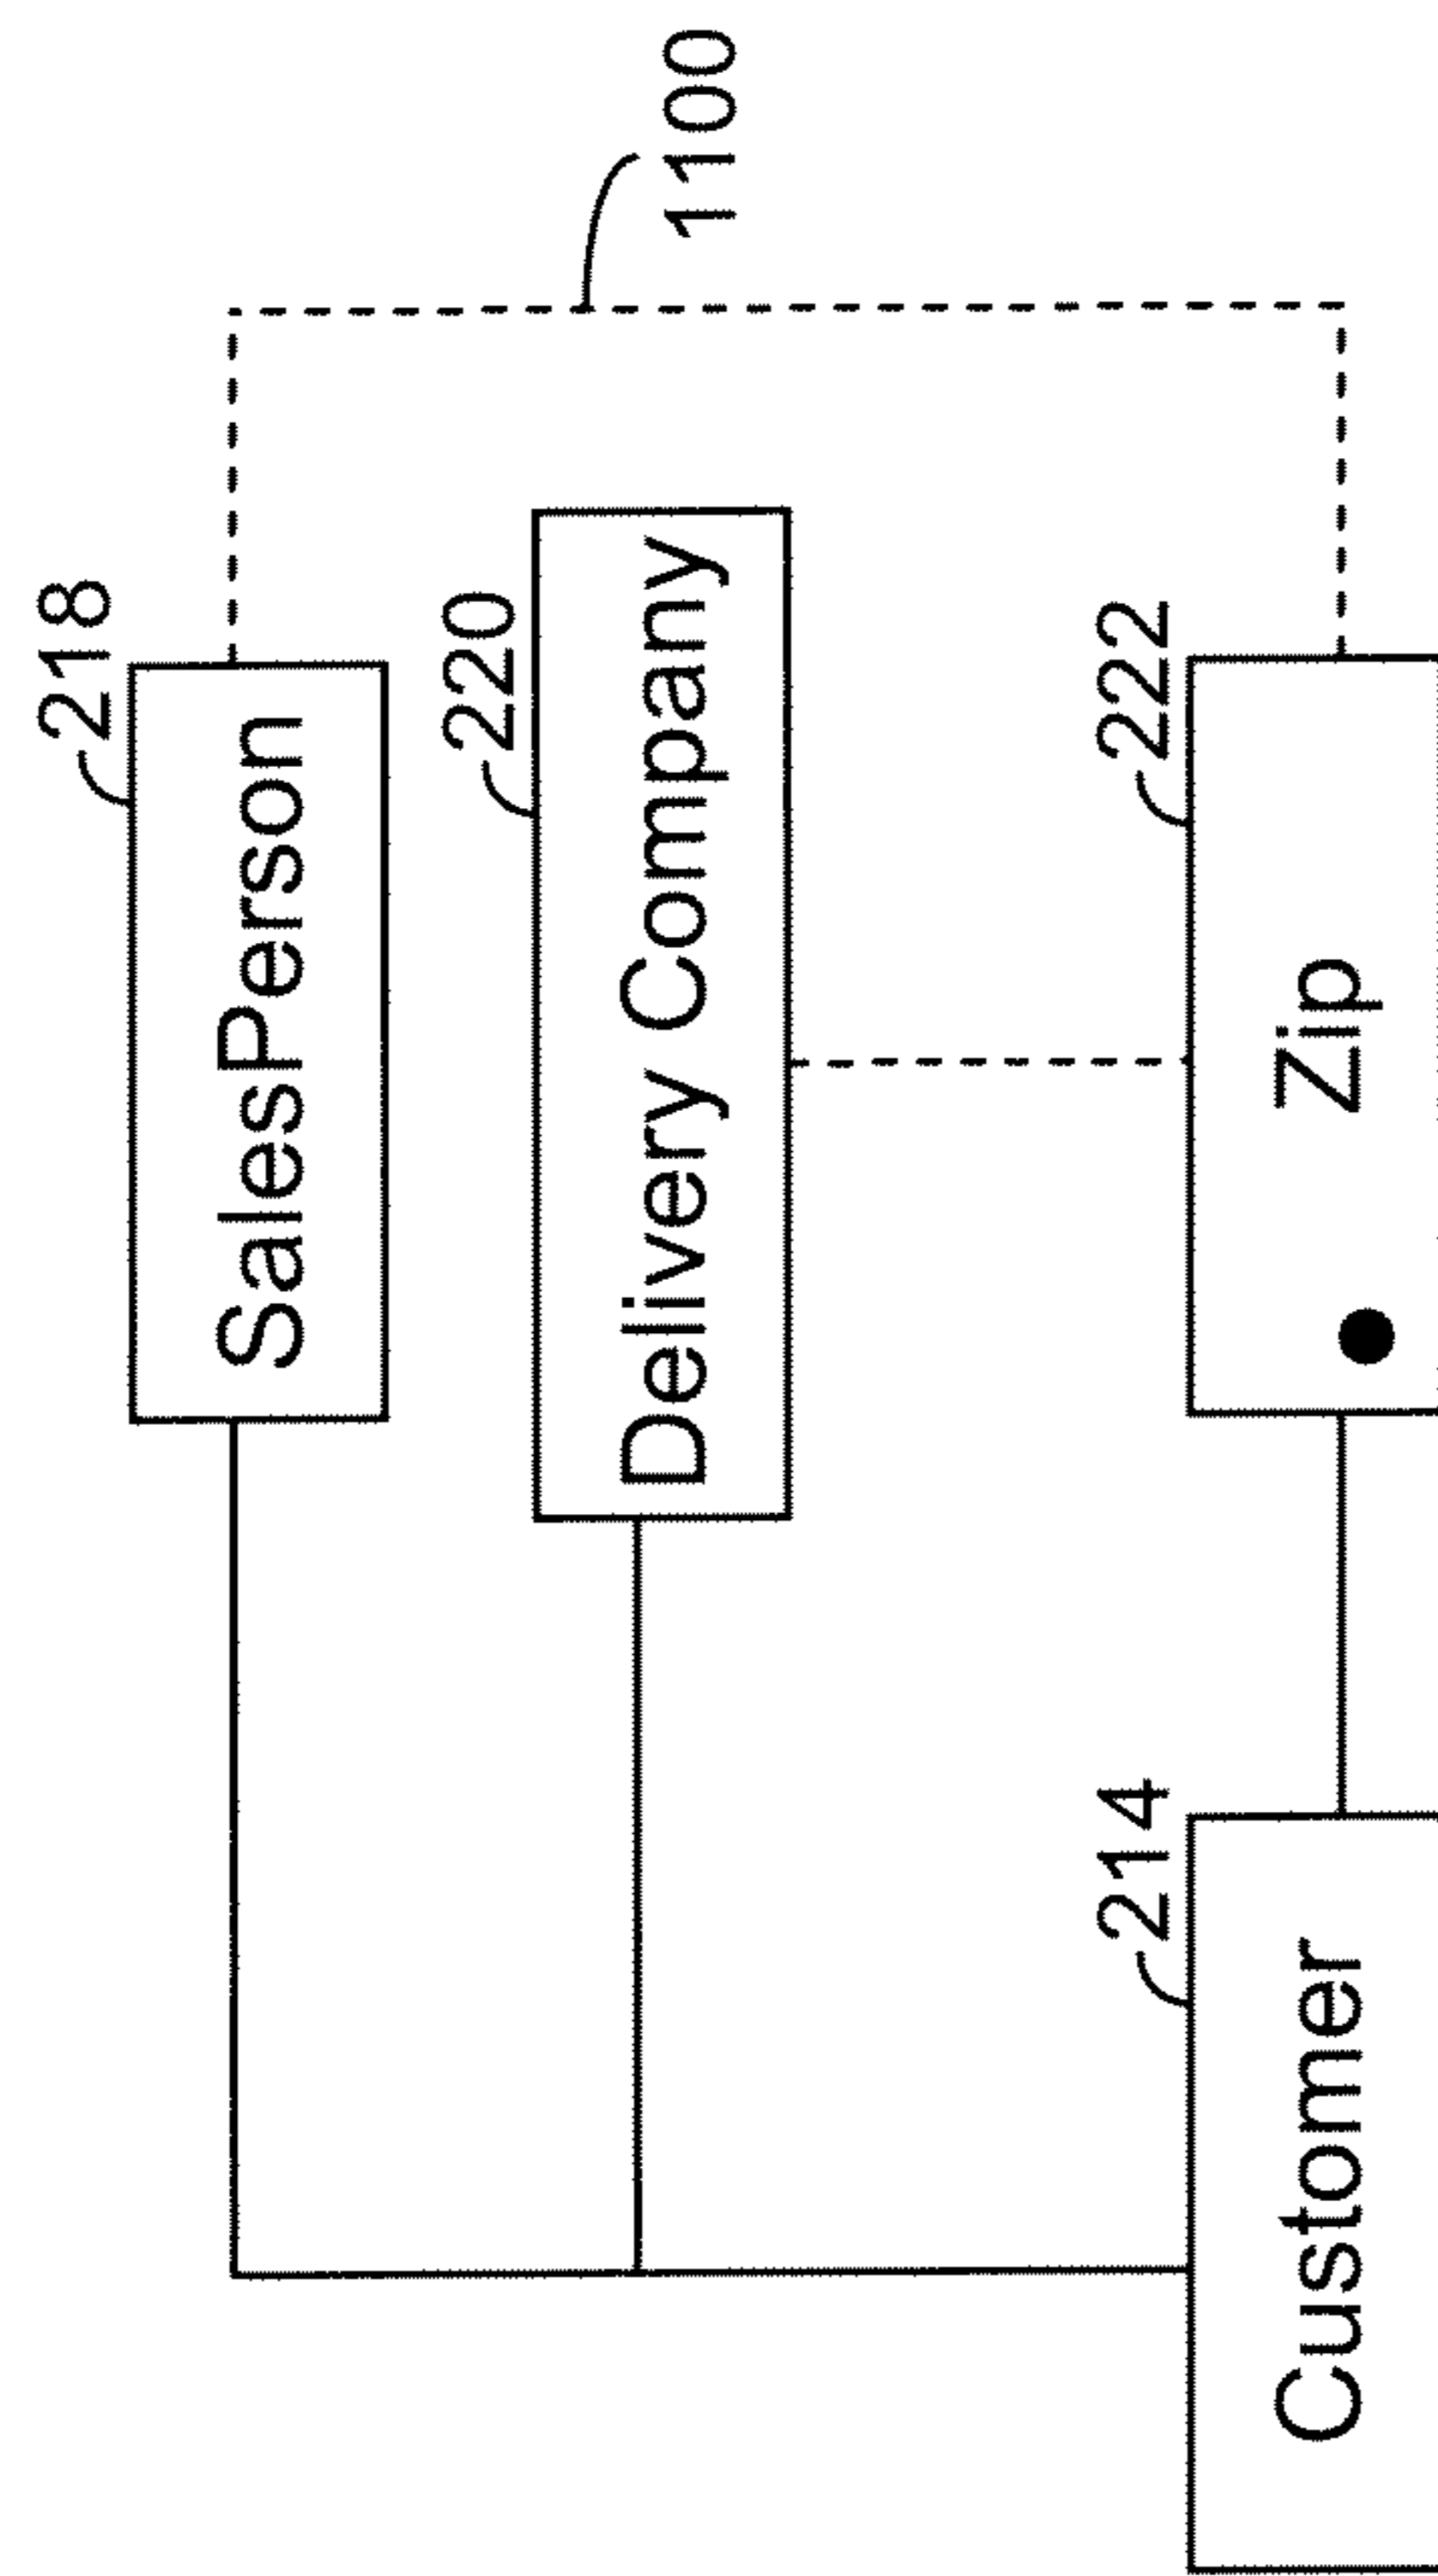 218
SalesPerson
220
Delivery Company
1100
214
Customer
222
Zip